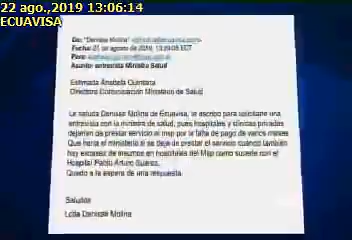 22 ago.,2019 13:06:14
ECUAVISA
De: "Denisse Molina"
Fecha: 21 de agosto de 2019, 13:29:08 ECT
Para:
Asunto: entrevista Ministra Salud
Estimada Anabela Quintana
Directora Comunicación Ministerio de Salud
Le saluda Denisse Molina de Ecuavisa, le escribo para solicitarle una
entrevista con la ministra de salud, pues hospitales y clínicas privadas
dejarían de prestar servicio al msp por la falta de pago de varios meses
Que haría el ministerio si se deja de prestar el servicio cuando también
hay escases de insumos en hospitales del Msp como sucede con el
Hospital Pablo Arturo Suarez.
Quedo a la espera de una respuesta.
Saludos
Lcda Denisse Molina